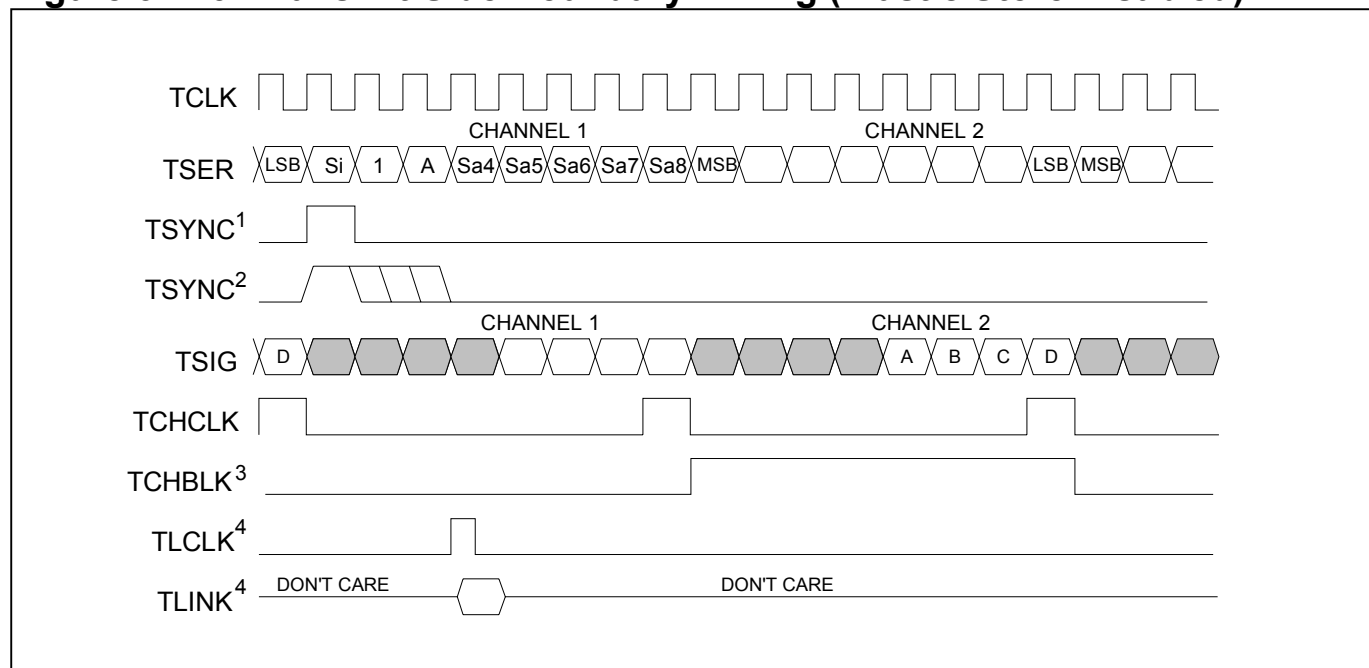 TCLK
CHANNEL 1 CHANNEL 2
TSER LSB Si 1 A Sa4 Sa5 Sa6 Sa7 Sa8 MSB LSB MSB
TSYNC1
TSYNC2
CHANNEL 1 CHANNEL 2
TSIG D A B C D
TCHCLK
TCHBLK3
TLCLK4
TLINK4 DON'T CARE DON'T CARE